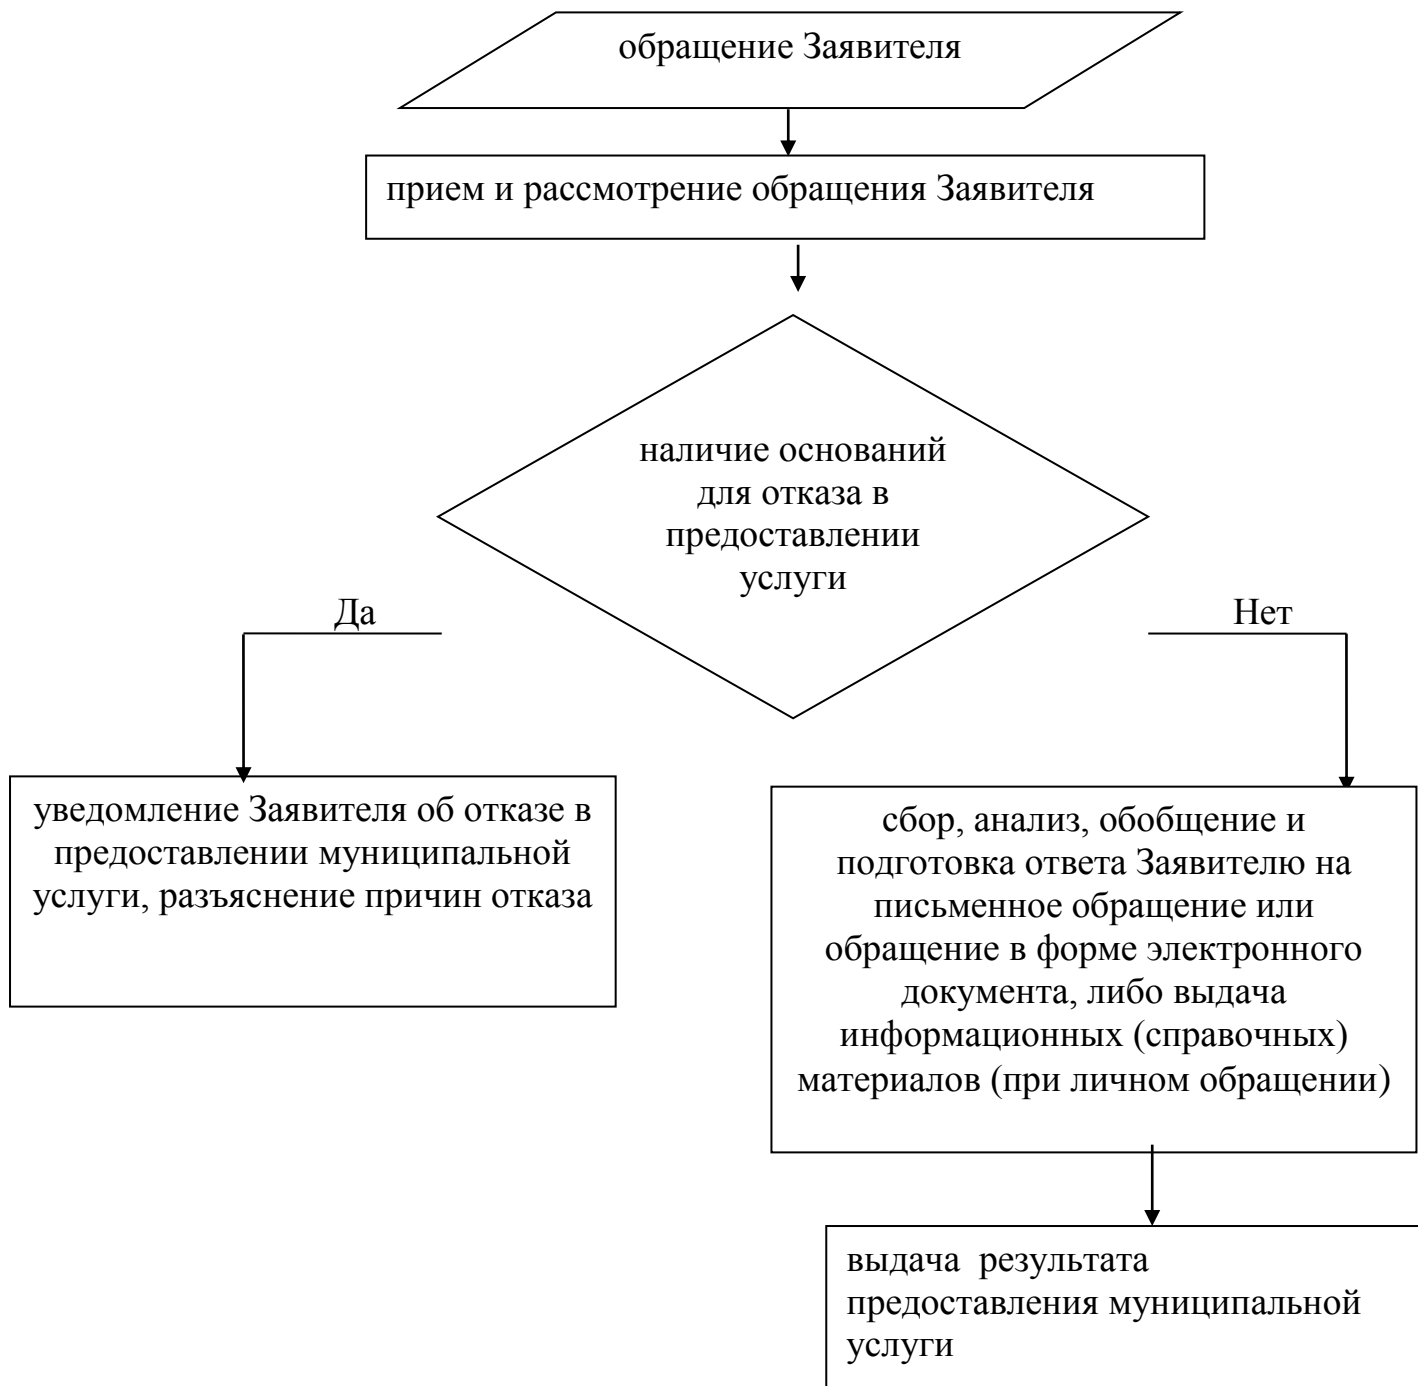 обращение Заявителя
прием и рассмотрение обращения Заявителя
наличие оснований
для отказа в
предоставлении
услуги
Да
Нет
уведомление Заявителя об отказе в
предоставлении муниципальной
услуги, разъяснение причин отказа
сбор, анализ, обобщение и
подготовка ответа Заявителю на
письменное обращение или
обращение в форме электронного
документа, либо выдача
информационных (справочных)
материалов (при личном обращении)
выдача  результата
предоставления муниципальной
услуги